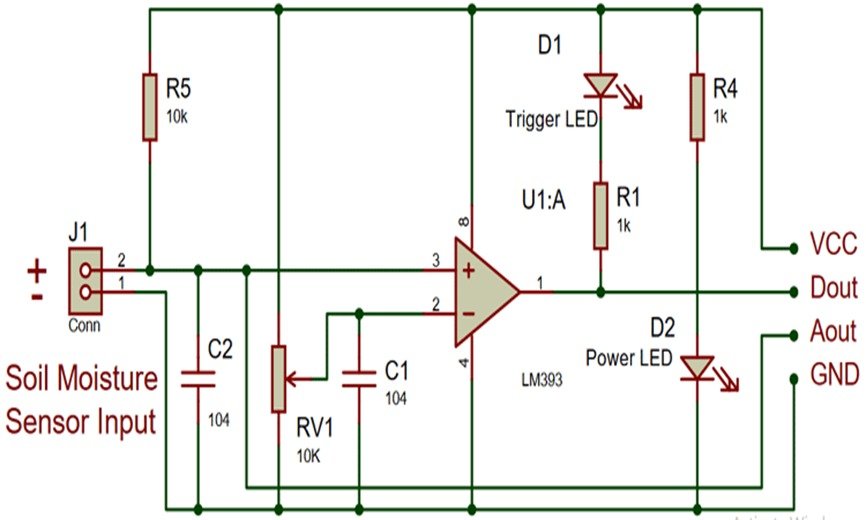 D1
R5
10k
R4
1k
Trigger LED
U1:A
R1
1k
8
J1
+
-
2
1
Conn
3
+
2
-
1
4
LM393
VCC
Dout
Aout
GND
D2
Power LED
C2
104
C1
104
RV1
10K
Soil Moisture
Sensor Input